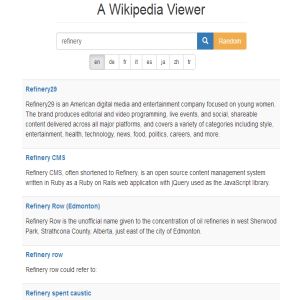 A Wikipedia Viewer
refinery
Random
en de fr it es ja zh tr
Refinery29
Refinery29 is an American digital media and entertainment company focused on young women.
The brand produces editorial and video programming, live events, and social, shareable
content delivered across all major platforms, and covers a variety of categories including style,
entertainment, health, technology, news, food, politics, careers, and more
Refinery CMS
Refinery CMS, often shortened to Refinery, is an open source content management system
written in Ruby as a Ruby on Rails web application with jQuery used as the JavaScript library.
Refinery Row (Edmonton)
Refinery Row is the unofficial name given to the concentration of oil refineries in west Sherwood
Park, Strathcona County, Alberta, just east of the city of Edmonton.
Refinery row
Refinery row could refer to:
Refinery spent caustic